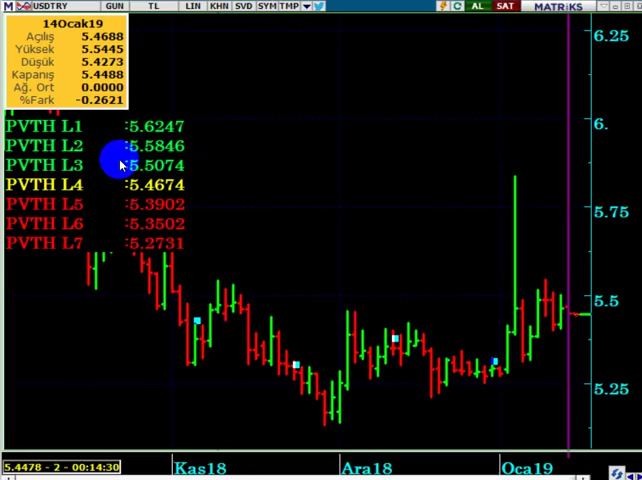 M USDTRY GUN TL LIN KHN SVD SYM TMP AL SAT MATRiKS
14Ocak19
Açılış 5.4688
Yüksek 5.5445
Düşük 5.4273
Kapanış 5.4488
Ağ. Ort 0.0000
%Fark -0.2621
PVTH L1 :5.6247
PVTH L2 :5.5846
PVTH L3 :5.5074
PVTH L4 :5.4674
PVTH L5 :5.3902
PVTH L6 :5.3502
PVTH L7 :5.2731
6.25
6.
5.75
5.5
5.25
5.4478 - 2 - 00:14:30
Kas18 Ara18 Oca19